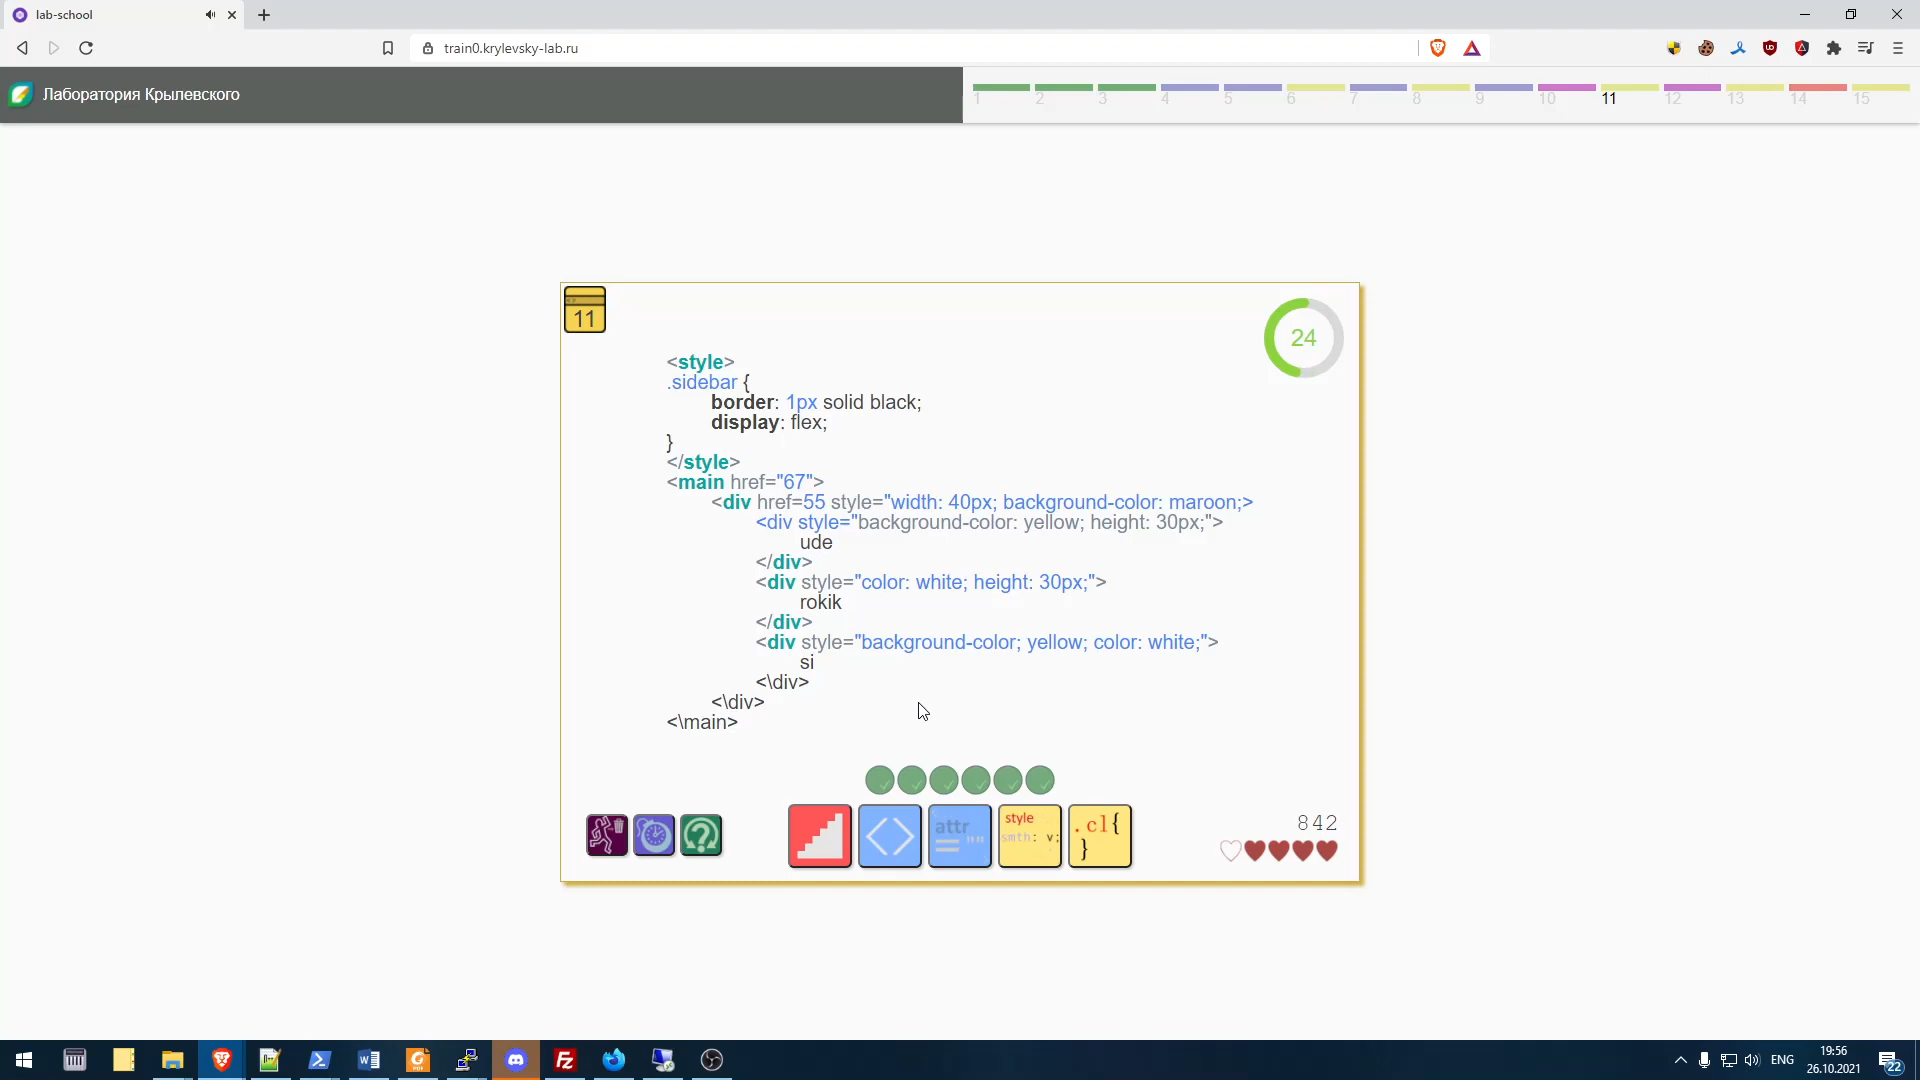 lab-school
train0.krylevsky-lab.ru
Лаборатория Крылевского
1 2 3 4 5 6 7 8 9 10 11 12 13 14 15
11
24
<style>
.sidebar {
border: 1px solid black;
display: flex;
}
</style>
<main href="67">
<div href=55 style="width: 40px; background-color: maroon;>
<div style="background-color: yellow; height: 30px;">
ude
</div>
<div style="color: white; height: 30px;">
rokik
</div>
<div style="background-color; yellow; color: white;">
si
<\div>
<\div>
<\main>
< >
attr
= ""
style
smth: v;
.cl{
}
842
ENG
19:56
26.10.2021
22